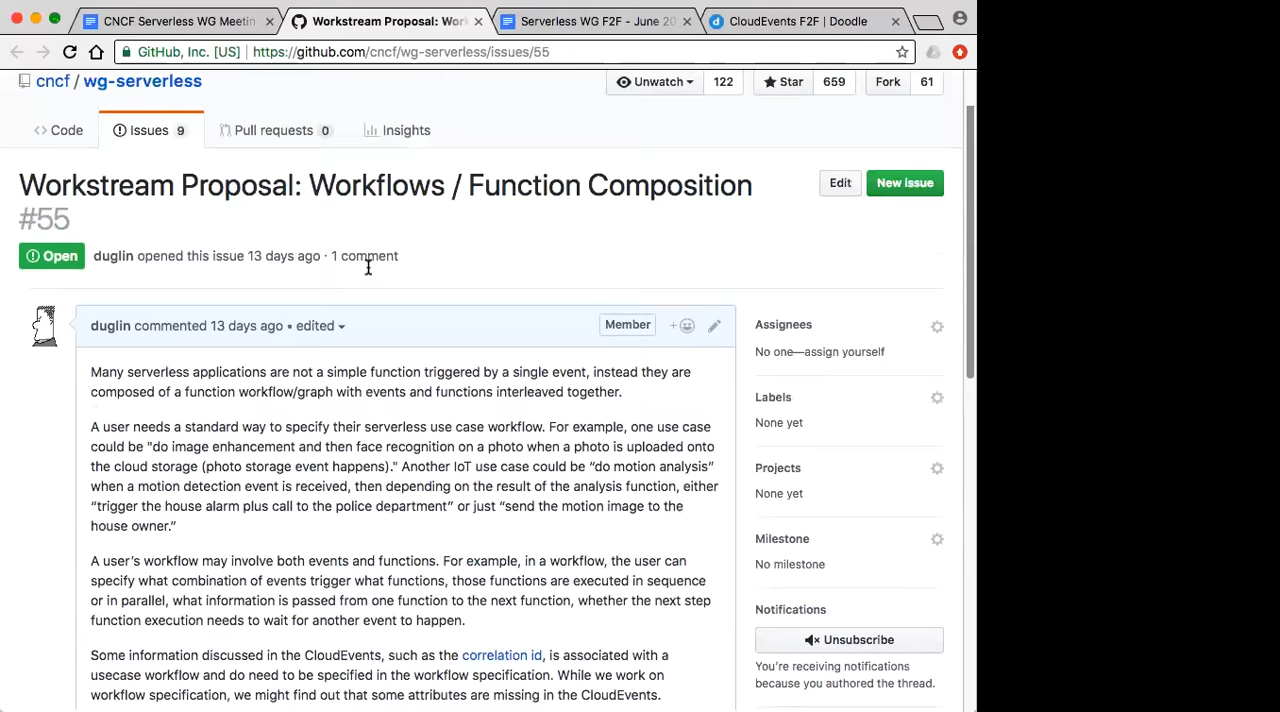 CNCF Serverless WG Meetin
Workstream Proposal: Wor
Serverless WG F2F - June 20
CloudEvents F2F | Doodle
GitHub, Inc. [US] https://github.com/cncf/wg-serverless/issues/55
cncf / wg-serverless
Unwatch 122 Star 659 Fork 61
Code Issues 9 Pull requests 0 Insights
Workstream Proposal: Workflows / Function Composition
#55
Edit New issue
Open duglin opened this issue 13 days ago · 1 comment
duglin commented 13 days ago • edited Member
Many serverless applications are not a simple function triggered by a single event, instead they are
composed of a function workflow/graph with events and functions interleaved together.
A user needs a standard way to specify their serverless use case workflow. For example, one use case
could be "do image enhancement and then face recognition on a photo when a photo is uploaded onto
the cloud storage (photo storage event happens)." Another IoT use case could be “do motion analysis”
when a motion detection event is received, then depending on the result of the analysis function, either
“trigger the house alarm plus call to the police department” or just “send the motion image to the
house owner.”
A user’s workflow may involve both events and functions. For example, in a workflow, the user can
specify what combination of events trigger what functions, those functions are executed in sequence
or in parallel, what information is passed from one function to the next function, whether the next step
function execution needs to wait for another event to happen.
Some information discussed in the CloudEvents, such as the correlation id, is associated with a
usecase workflow and do need to be specified in the workflow specification. While we work on
workflow specification, we might find out that some attributes are missing in the CloudEvents.
Assignees
No one—assign yourself
Labels
None yet
Projects
None yet
Milestone
No milestone
Notifications
Unsubscribe
You’re receiving notifications
because you authored the thread.